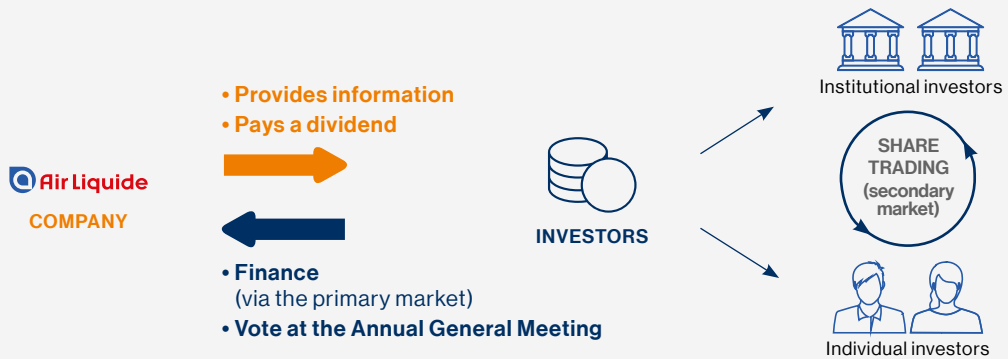 • Provides information
• Pays a dividend
Air Liquide
COMPANY
• Finance
(via the primary market)
• Vote at the Annual General Meeting
INVESTORS
Institutional investors
SHARE
TRADING
(secondary
market)
Individual investors